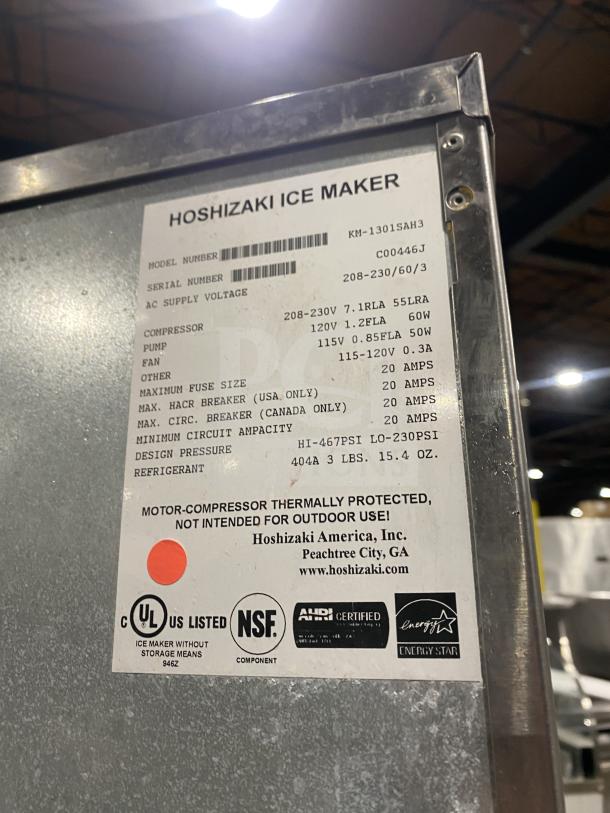 HOSHIZAKI ICE MAKER
MODEL NUMBER KM-1301SAH3
SERIAL NUMBER C00446J
AC SUPPLY VOLTAGE 208-230/60/3
COMPRESSOR 208-230V 7.1RLA 55LRA
PUMP 120V 1.2FLA 60W
FAN 115V 0.85FLA 50W
OTHER 115-120V 0.3A
MAXIMUM FUSE SIZE 20 AMPS
MAX. HACR BREAKER (USA ONLY) 20 AMPS
MAX. CIRC. BREAKER (CANADA ONLY) 20 AMPS
MINIMUM CIRCUIT AMPACITY 20 AMPS
DESIGN PRESSURE HI-467PSI LO-230PSI
REFRIGERANT 404A 3 LBS. 15.4 OZ.
MOTOR-COMPRESSOR THERMALLY PROTECTED,
NOT INTENDED FOR OUTDOOR USE!
Hoshizaki America, Inc.
Peachtree City, GA
www.hoshizaki.com
C UL US LISTED
ICE MAKER WITHOUT
STORAGE MEANS
946Z
NSF.
COMPONENT
AHRI CERTIFIED
energy
ENERGY STAR